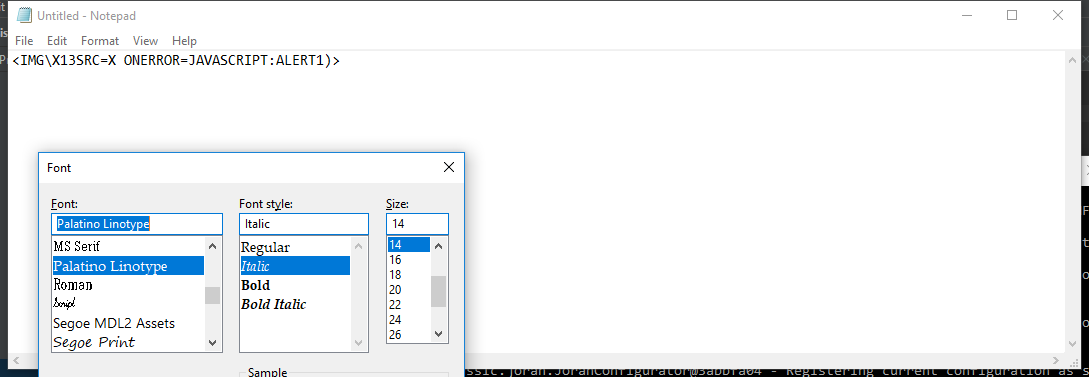 Untitled - Notepad
File Edit Format View Help
<IMG\X13SRC=X ONERROR=JAVASCRIPT:ALERT1)>
Font
Font: Font style: Size:
Palatino Linotype Italic 14
MS Serif Regular 14
Palatino Linotype Italic 16
Roman Bold 18
Script Bold Italic 20
Segoe MDL2 Assets 22
Segoe Print 24
26
Sample
ssic.joran.JoranConfigurator@3abbfa04 - Registering current configuration as s